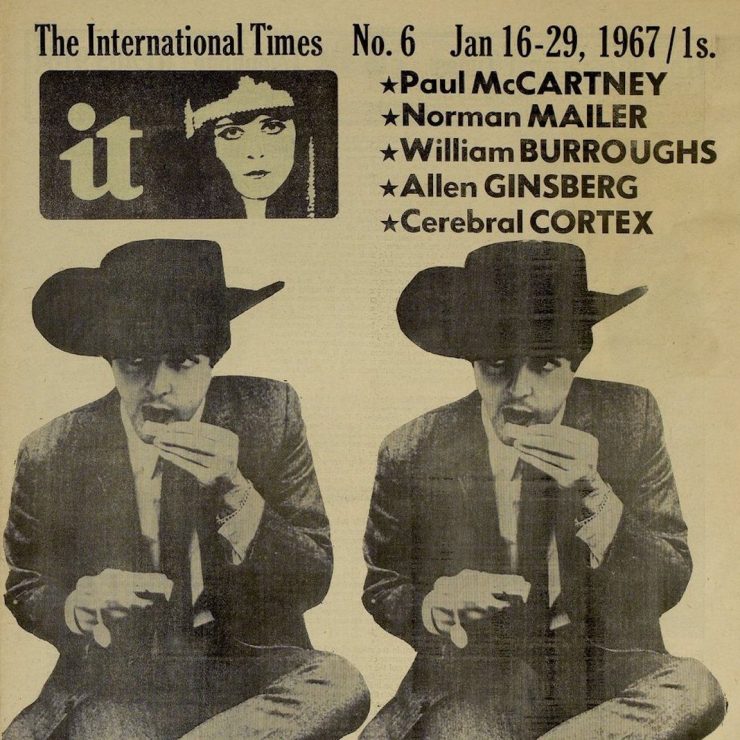 The International Times No. 6 Jan 16-29, 1967/1s.
it
★Paul McCARTNEY
★Norman MAILER
★William BURROUGHS
★Allen GINSBERG
★Cerebral CORTEX